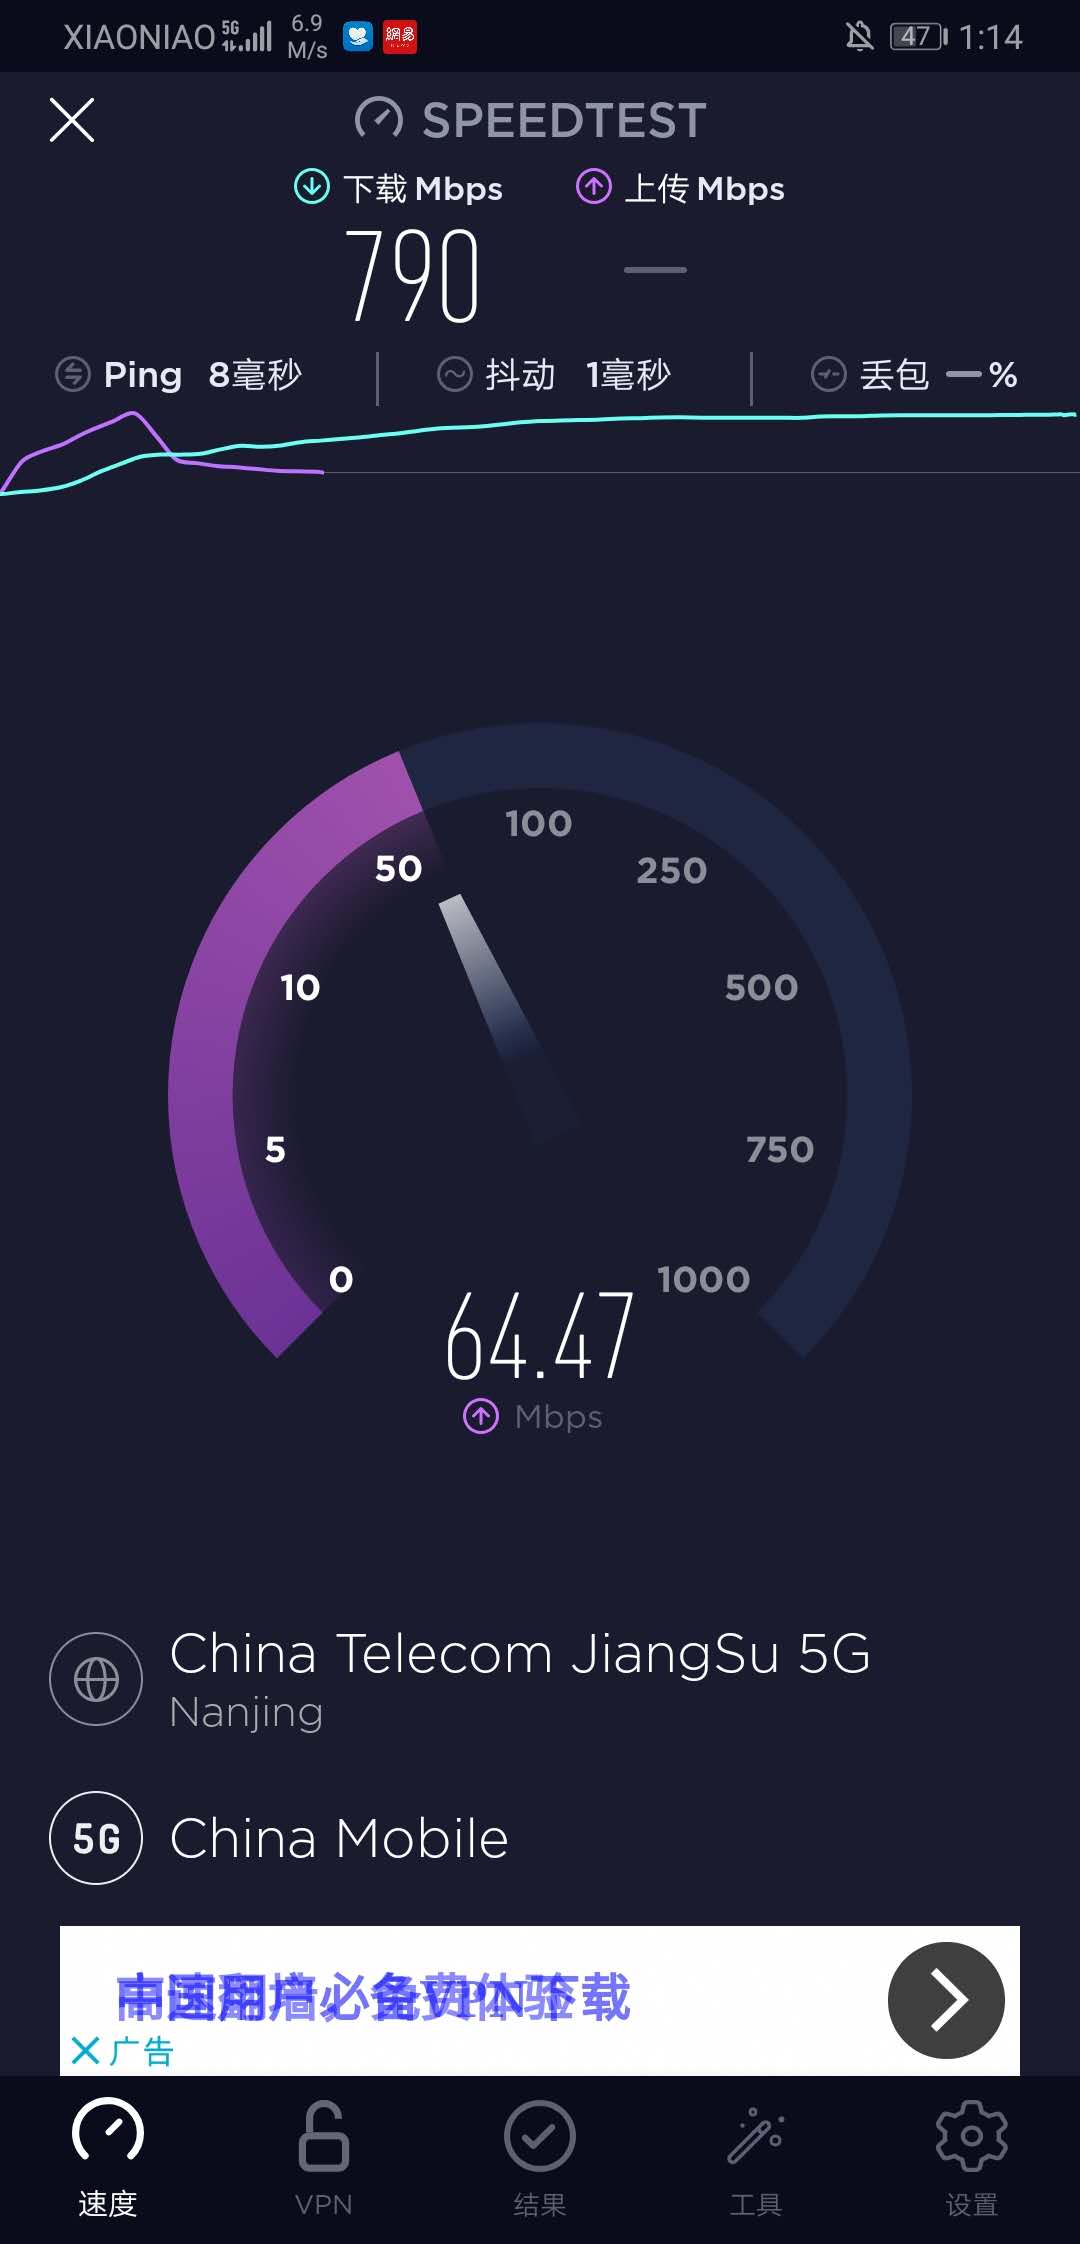 XIAONIAO 5G 6.9 M/s 網易 47 1:14
SPEEDTEST
下载 Mbps 上传 Mbps
790 —
Ping 8毫秒 抖动 1毫秒 丢包 — %
100
50 250
10 500
5 750
0 1000
64.47
Mbps
China Telecom JiangSu 5G
Nanjing
5G China Mobile
广告
速度 VPN 结果 工具 设置